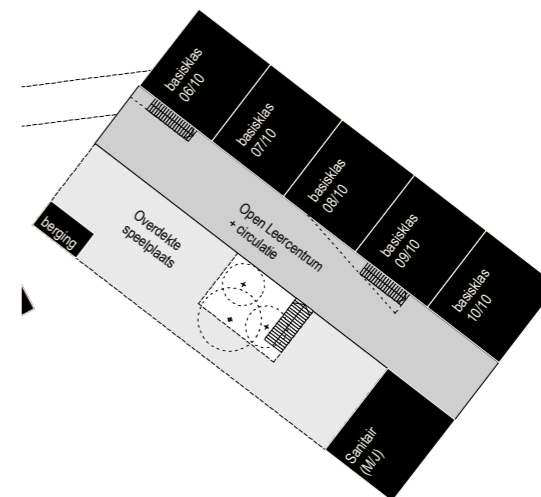 basisklas
06/10
basisklas
07/10
basisklas
08/10
basisklas
09/10
basisklas
10/10
Open Leercentrum
+ circulatie
Overdekte
speelplaats
berging
Sanitair
(M/J)